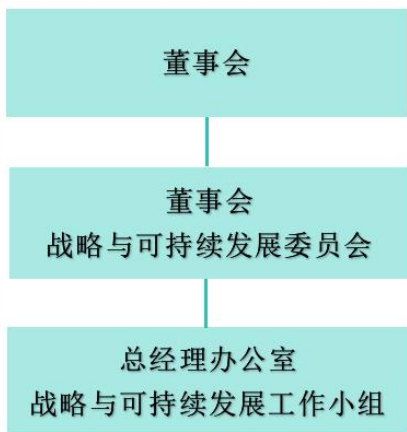 董事会
董事会
战略与可持续发展委员会
总经理办公室
战略与可持续发展工作小组